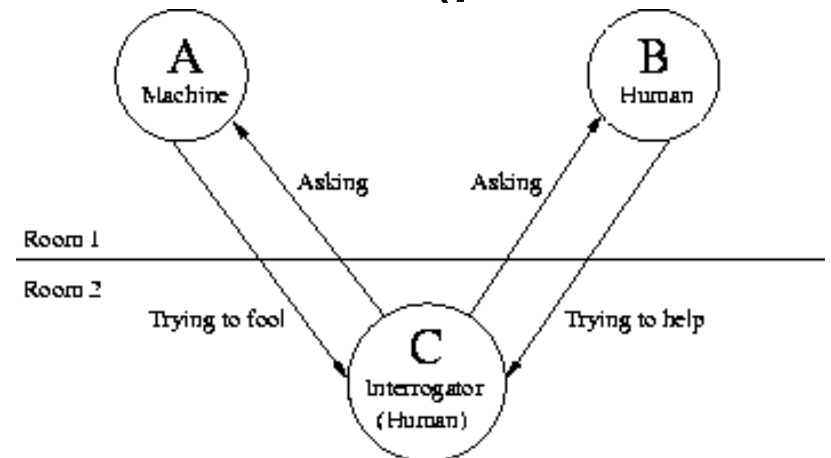 A
Machine
B
Human
Asking
Asking
Room 1
Room 2
Trying to fool
Trying to help
C
Interrogator
(Human)